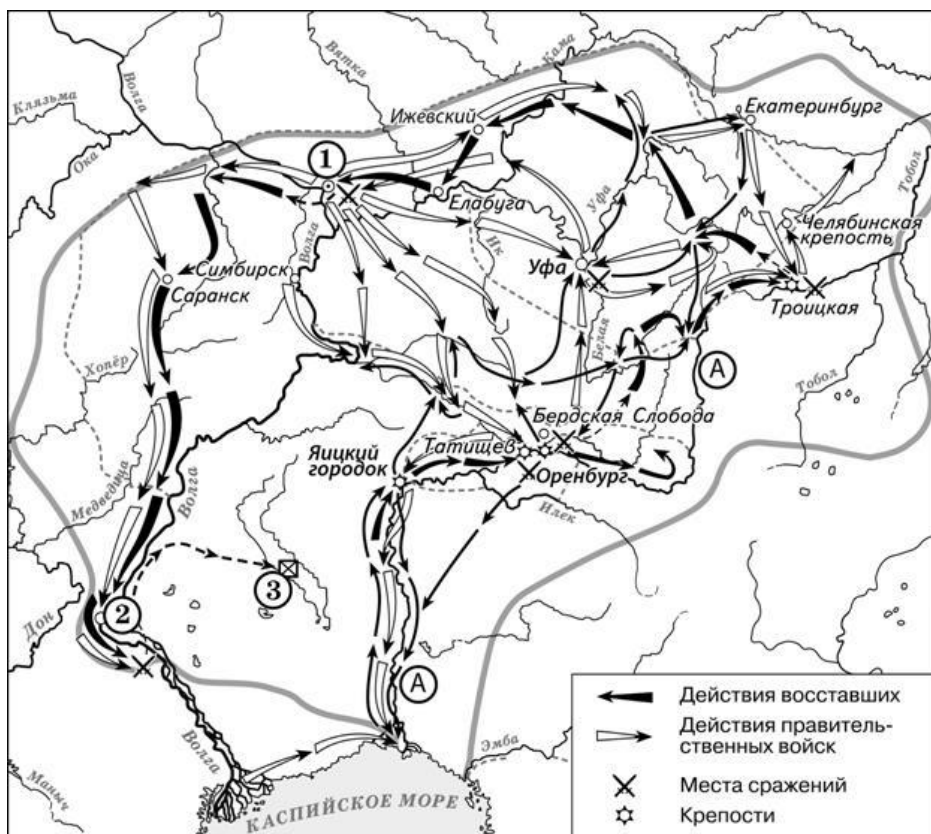 Клязьма
Волга
Вятка
Кама
Ока
Ижевский
Екатеринбург
Тобол
1
Елабуга
Уфа
Челябинская
крепость
Волга
Ик
Симбирск
Саранск
Уфа
Троицкая
Белая
А
Хопёр
Тобол
Бердская Слобода
Татищев
Яицкий
городок
Оренбург
Медведица
Волга
Илек
3
Дон
2
А
Волга
Эмба
Маныч
КАСПИЙСКОЕ МОРЕ
Действия восставших
Действия правитель-
ственных войск
Места сражений
Крепости